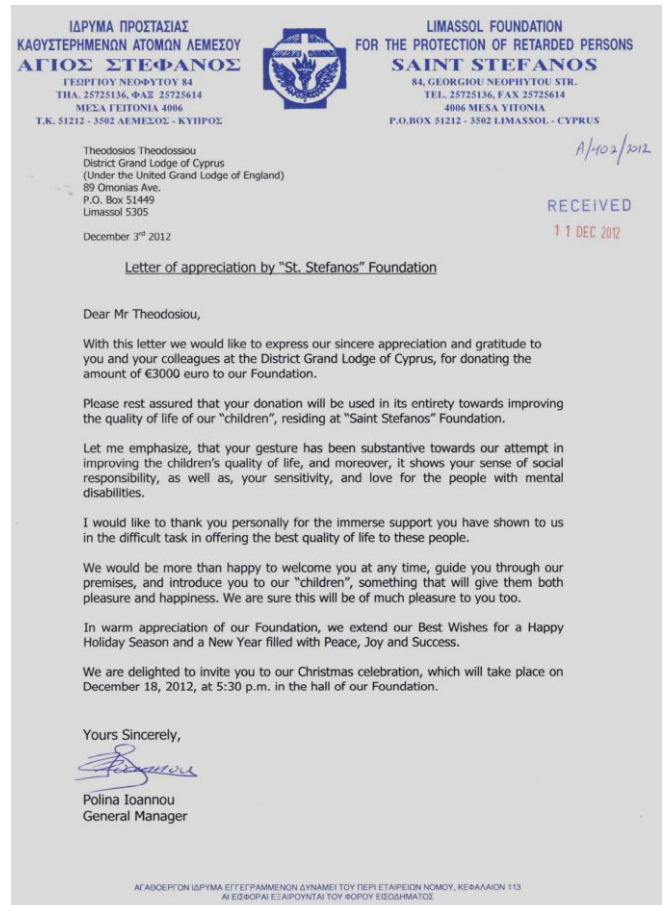 ΙΔΡΥΜΑ ΠΡΟΣΤΑΣΙΑΣ
ΚΑΘΥΣΤΕΡΗΜΕΝΩΝ ΑΤΟΜΩΝ ΛΕΜΕΣΟΥ
ΑΓΙΟΣ ΣΤΕΦΑΝΟΣ
ΓΕΩΡΓΙΟΥ ΝΕΟΦΥΤΟΥ 84
ΤΗΛ. 25725136, ΦΑΞ 25725614
ΜΕΣΑ ΓΕΙΤΟΝΙΑ 4006
Τ.Κ. 51212 - 3502 ΛΕΜΕΣΟΣ - ΚΥΠΡΟΣ
LIMASSOL FOUNDATION
FOR THE PROTECTION OF RETARDED PERSONS
SAINT STEFANOS
84, GEORGIOU NEOPHYTOU STR.
TEL. 25725136, FAX 25725614
4006 MESA YITONIA
P.O.BOX 51212 - 3502 LIMASSOL - CYPRUS
A/402/2012
Theodosios Theodossiou
District Grand Lodge of Cyprus
(Under the United Grand Lodge of England)
89 Omonias Ave.
P.O. Box 51449
Limassol 5305
RECEIVED
11 DEC 2012
December 3rd 2012
Letter of appreciation by "St. Stefanos" Foundation
Dear Mr Theodosiou,
With this letter we would like to express our sincere appreciation and gratitude to
you and your colleagues at the District Grand Lodge of Cyprus, for donating the
amount of €3000 euro to our Foundation.
Please rest assured that your donation will be used in its entirety towards improving
the quality of life of our "children", residing at "Saint Stefanos" Foundation.
Let me emphasize, that your gesture has been substantive towards our attempt in
improving the children's quality of life, and moreover, it shows your sense of social
responsibility, as well as, your sensitivity, and love for the people with mental
disabilities.
I would like to thank you personally for the immerse support you have shown to us
in the difficult task in offering the best quality of life to these people.
We would be more than happy to welcome you at any time, guide you through our
premises, and introduce you to our "children", something that will give them both
pleasure and happiness. We are sure this will be of much pleasure to you too.
In warm appreciation of our Foundation, we extend our Best Wishes for a Happy
Holiday Season and a New Year filled with Peace, Joy and Success.
We are delighted to invite you to our Christmas celebration, which will take place on
December 18, 2012, at 5:30 p.m. in the hall of our Foundation.
Yours Sincerely,
Polina Ioannou
General Manager
ΑΓΑΘΟΕΡΓΟΝ ΙΔΡΥΜΑ ΕΓΓΕΓΡΑΜΜΕΝΟΝ ΔΥΝΑΜΕΙ ΤΟΥ ΠΕΡΙ ΕΤΑΙΡΕΙΩΝ ΝΟΜΟΥ, ΚΕΦΑΛΑΙΟΝ 113
ΑΙ ΕΙΣΦΟΡΑΙ ΕΞΑΙΡΟΥΝΤΑΙ ΤΟΥ ΦΟΡΟΥ ΕΙΣΟΔΗΜΑΤΟΣ